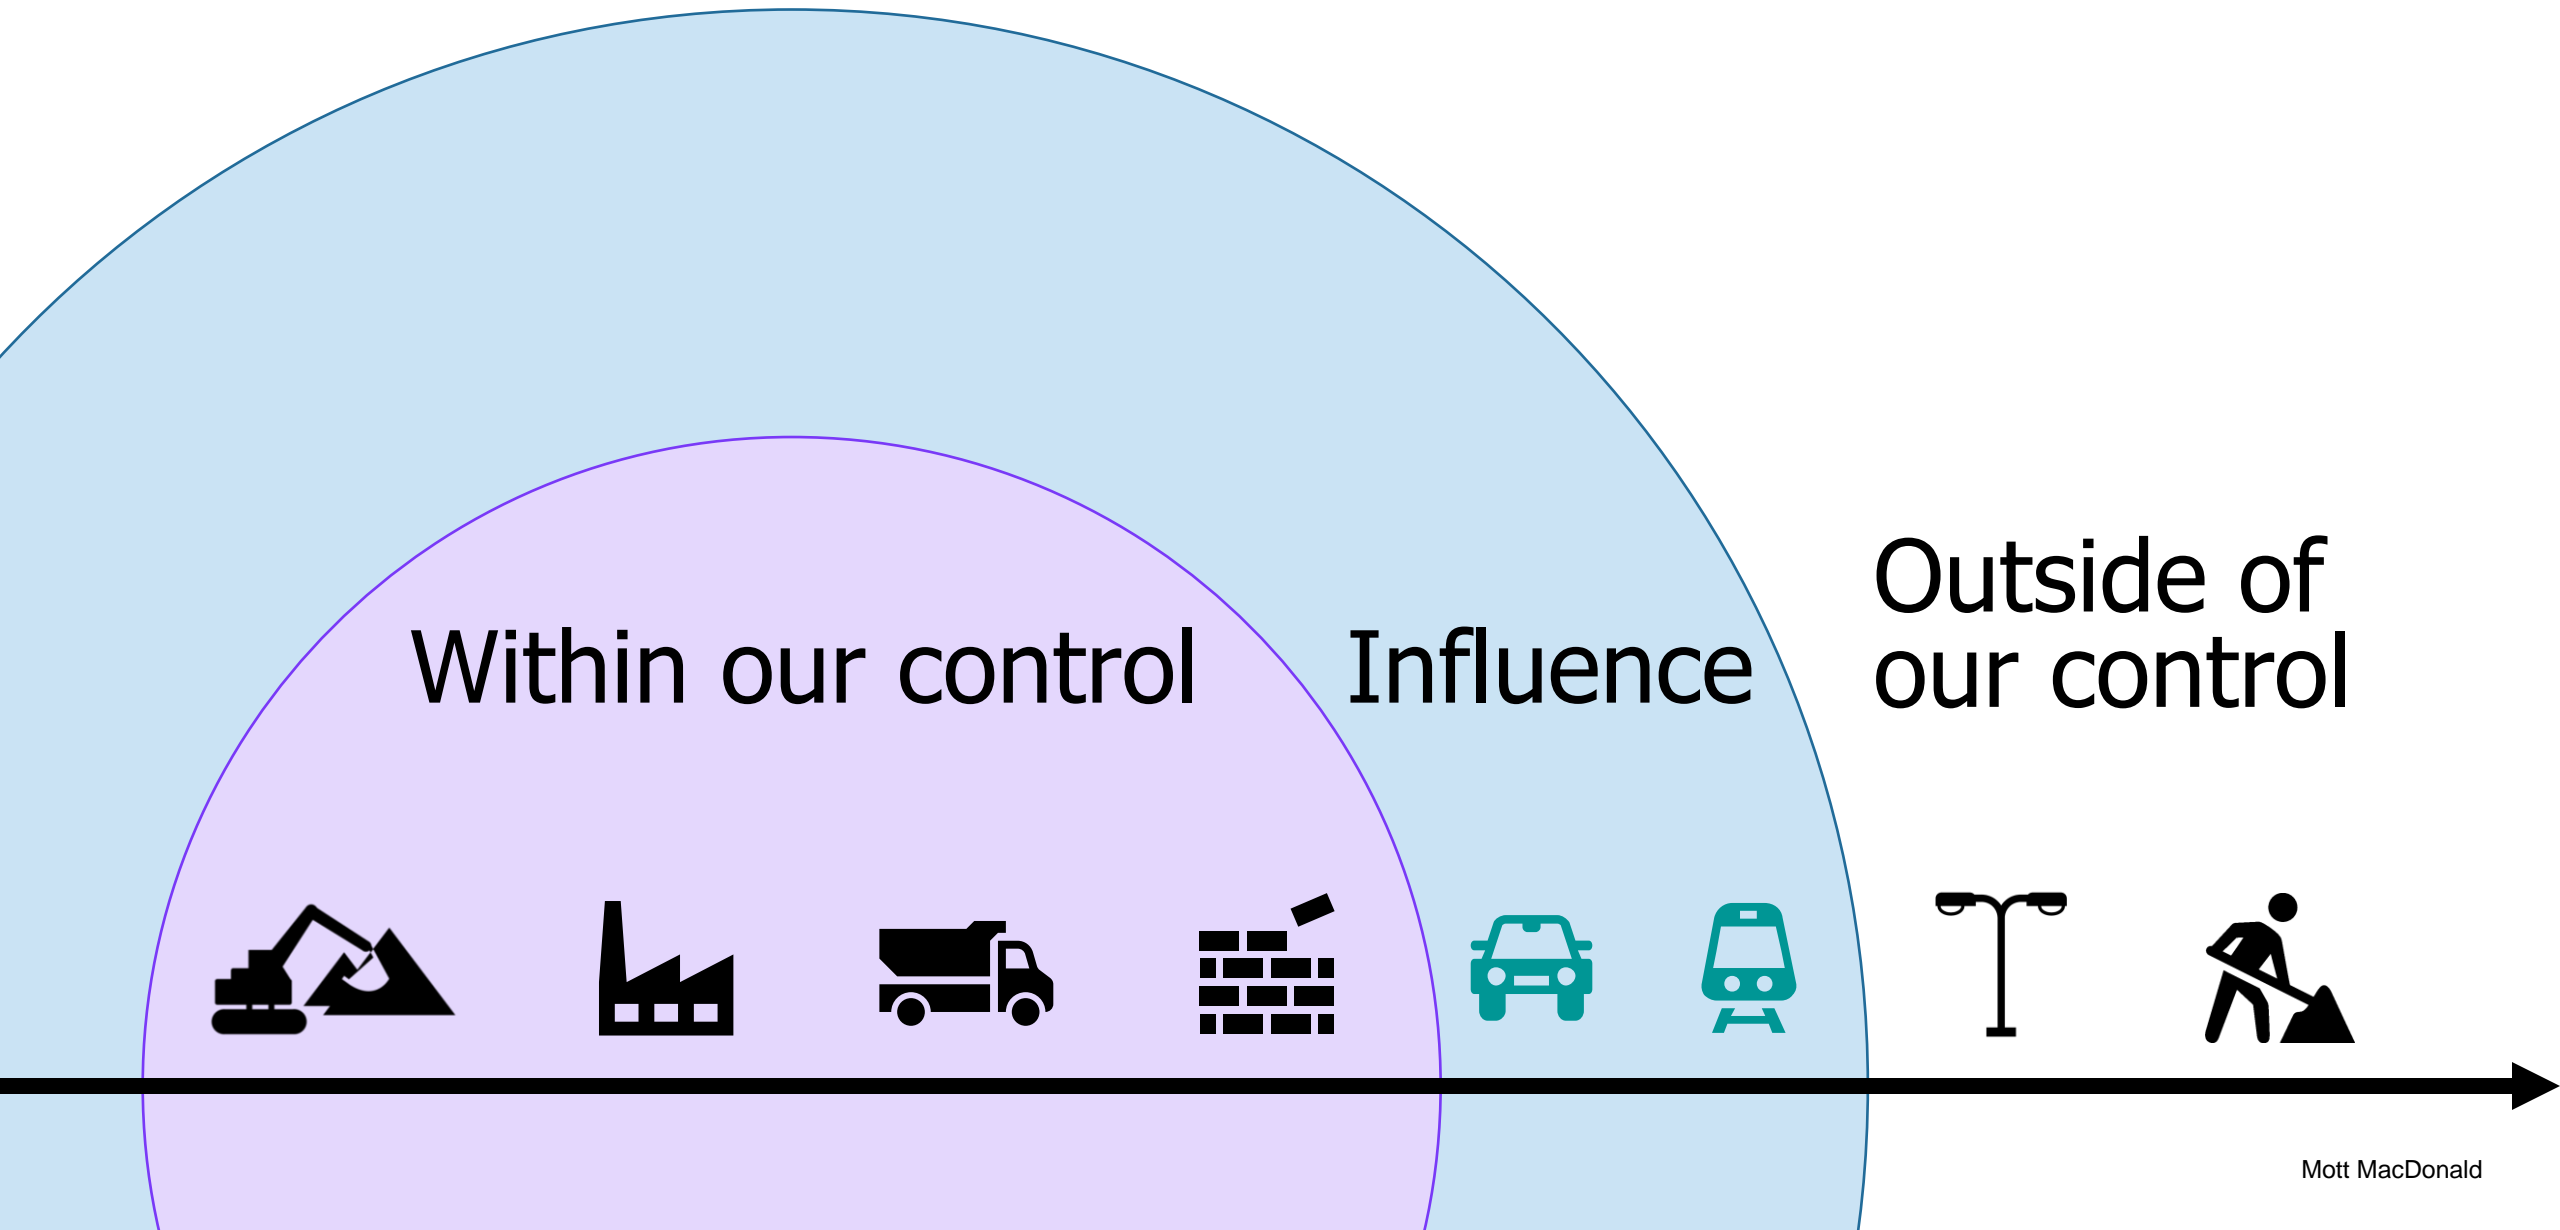 Within our control
Influence
Outside of
our control
Mott MacDonald